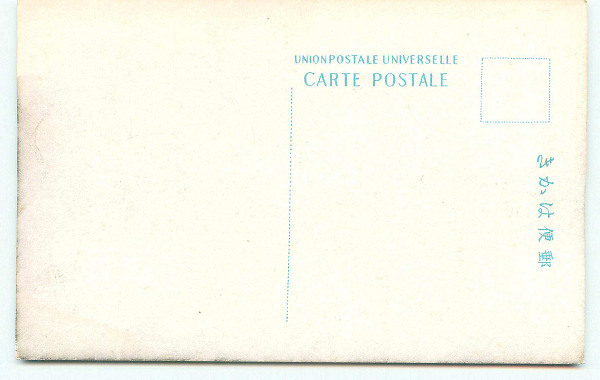 UNION POSTALE UNIVERSELLE
CARTE POSTALE
きかは便郵